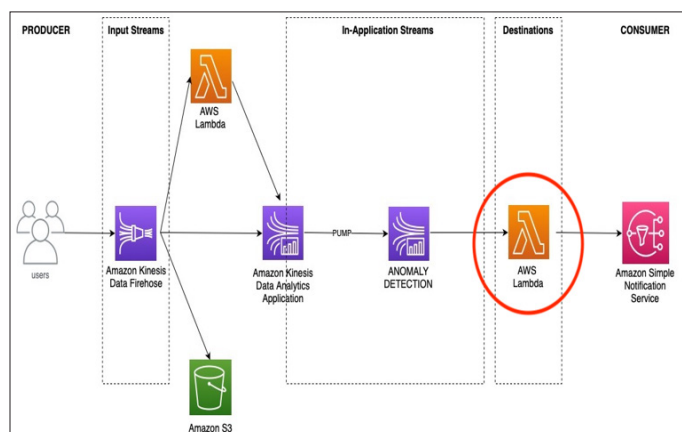 PRODUCER
Input Streams
In-Application Streams
Destinations
CONSUMER
AWS
Lambda
users
Amazon Kinesis
Data Firehose
Amazon Kinesis
Data Analytics
Application
PUMP
ANOMALY
DETECTION
AWS
Lambda
Amazon Simple
Notification
Service
Amazon S3